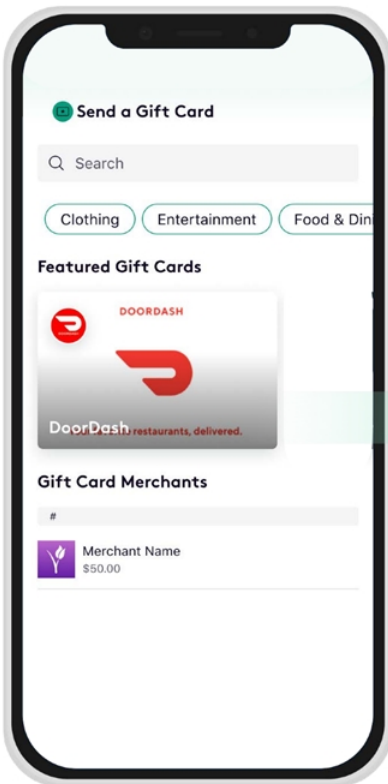 Send a Gift Card
Search
Clothing Entertainment Food & Dini
Featured Gift Cards
DOORDASH
DoorDash restaurants, delivered.
Gift Card Merchants
#
Merchant Name
$50.00